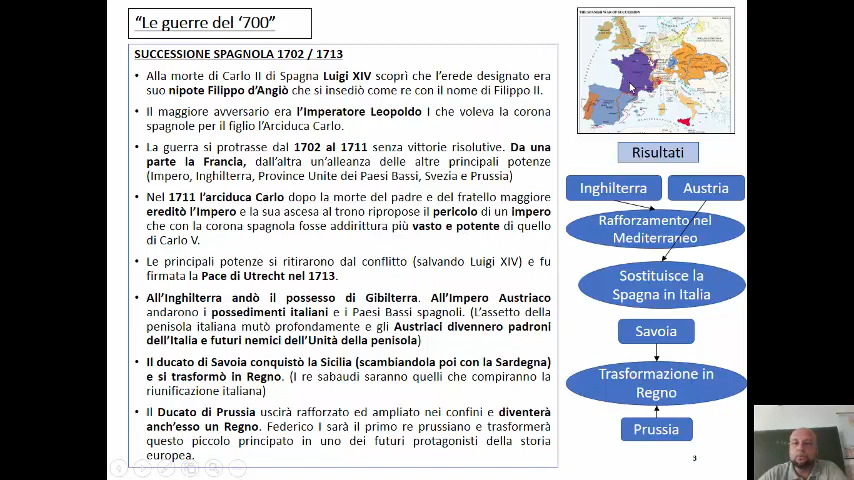 “Le guerre del ‘700”
SUCCESSIONE SPAGNOLA 1702 / 1713
• Alla morte di Carlo II di Spagna Luigi XIV scoprì che l’erede designato era
suo nipote Filippo d’Angiò che si insediò come re con il nome di Filippo II.
• Il maggiore avversario era l’Imperatore Leopoldo I che voleva la corona
spagnole per il figlio l’Arciduca Carlo.
• La guerra si protrasse dal 1702 al 1711 senza vittorie risolutive. Da una
parte la Francia, dall’altra un’alleanza delle altre principali potenze
(Impero, Inghilterra, Province Unite dei Paesi Bassi, Svezia e Prussia)
• Nel 1711 l’arciduca Carlo dopo la morte del padre e del fratello maggiore
ereditò l’Impero e la sua ascesa al trono ripropose il pericolo di un impero
che con la corona spagnola fosse addirittura più vasto e potente di quello
di Carlo V.
• Le principali potenze si ritirarono dal conflitto (salvando Luigi XIV) e fu
firmata la Pace di Utrecht nel 1713.
• All’Inghilterra andò il possesso di Gibilterra. All’Impero Austriaco
andarono i possedimenti italiani e i Paesi Bassi spagnoli. (L’assetto della
penisola italiana mutò profondamente e gli Austriaci divennero padroni
dell’Italia e futuri nemici dell’Unità della penisola)
• Il ducato di Savoia conquistò la Sicilia (scambiandola poi con la Sardegna)
e si trasformò in Regno. (I re sabaudi saranno quelli che compiranno la
riunificazione italiana)
• Il Ducato di Prussia uscirà rafforzato ed ampliato nei confini e diventerà
anch’esso un Regno. Federico I sarà il primo re prussiano e trasformerà
questo piccolo principato in uno dei futuri protagonisti della storia
europea.
THE SPANISH WAR OF SUCCESSION
Risultati
Inghilterra
Austria
Rafforzamento nel
Mediterraneo
Sostituisce la
Spagna in Italia
Savoia
Trasformazione in
Regno
Prussia
3